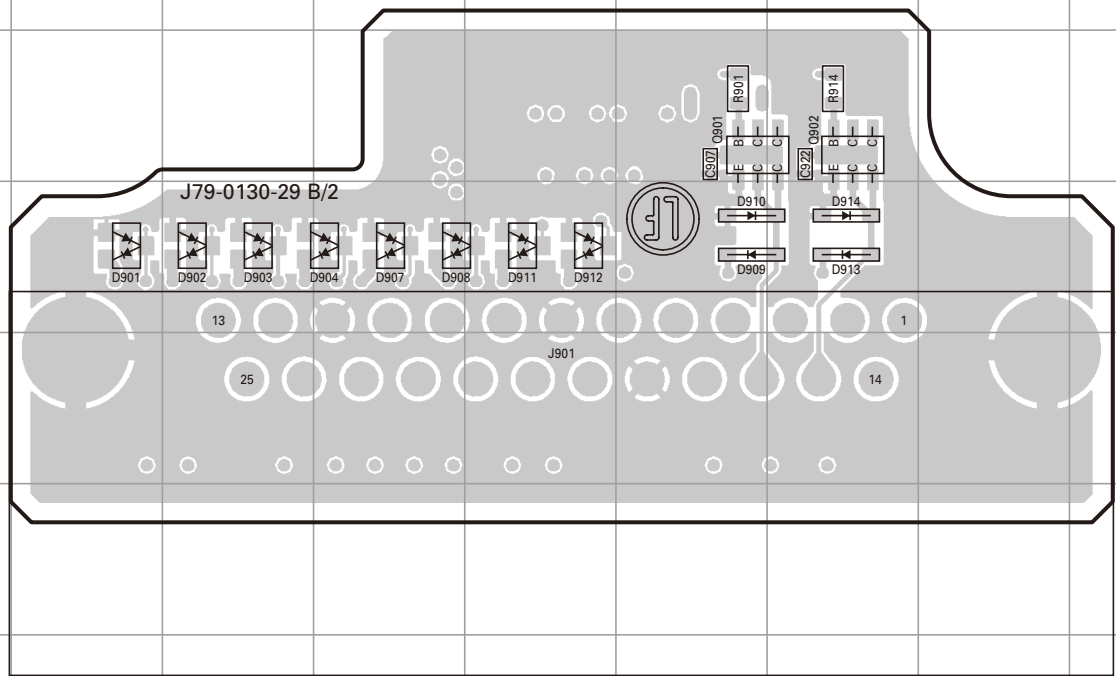 R901 R914
Q901 B C C Q902 B C C
C907 E C C C922 E C C
J79-0130-29 B/2
D910 D914
LF
D901 D902 D903 D904 D907 D908 D911 D912 D909 D913
13 1
J901
25 14